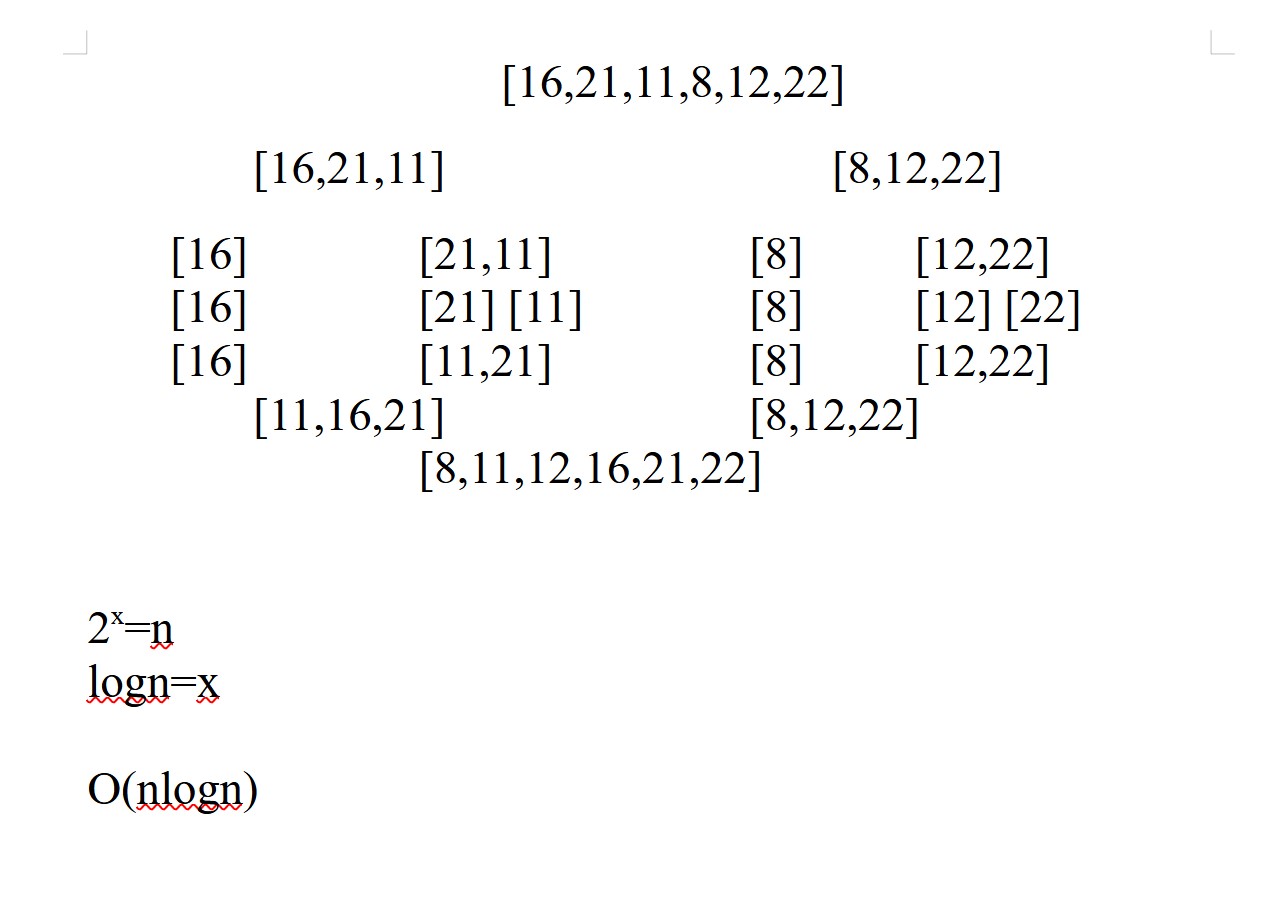 [16,21,11,8,12,22]
[16,21,11] [8,12,22]
[16] [21,11] [8] [12,22]
[16] [21] [11] [8] [12] [22]
[16] [11,21] [8] [12,22]
[11,16,21] [8,12,22]
[8,11,12,16,21,22]
2ˣ=n
logn=x
O(nlogn)